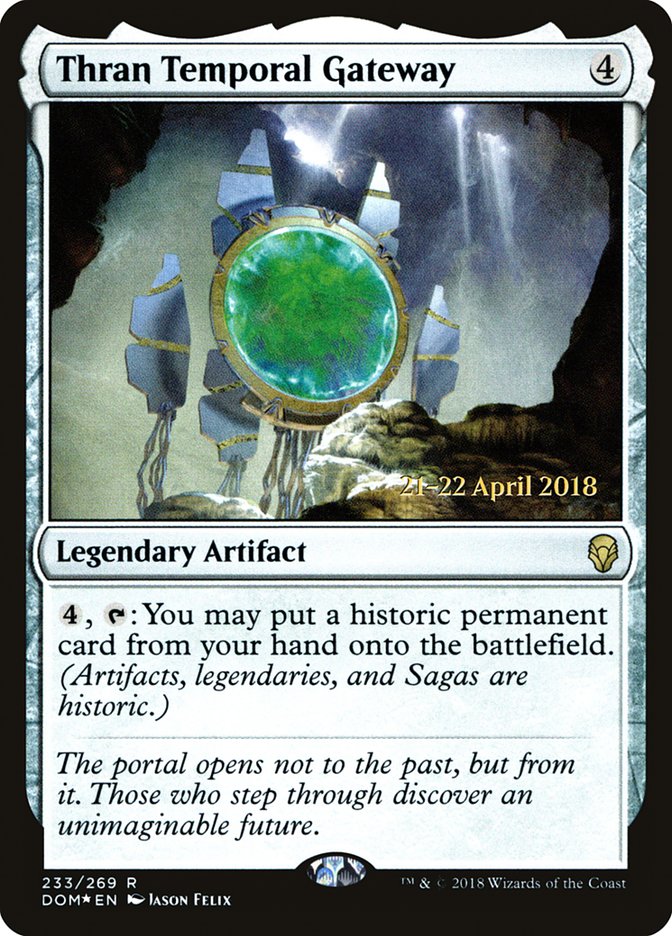 Thran Temporal Gateway 4
21–22 April 2018
Legendary Artifact
4, : You may put a historic permanent
card from your hand onto the battlefield.
(Artifacts, legendaries, and Sagas are
historic.)
The portal opens not to the past, but from
it. Those who step through discover an
unimaginable future.
233/269 R
DOM★EN Jason Felix
™ & © 2018 Wizards of the Coast